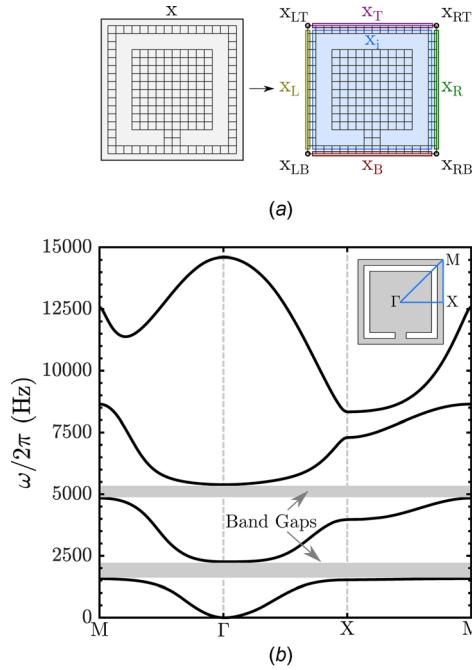 x
x_LT x_T x_RT
x_i
x_L x_R
x_LB x_B x_RB
(a)
15000
12500
10000
7500
5000
2500
0
ω/2π (Hz)
M
Γ X
Band Gaps
M Γ X M
(b)